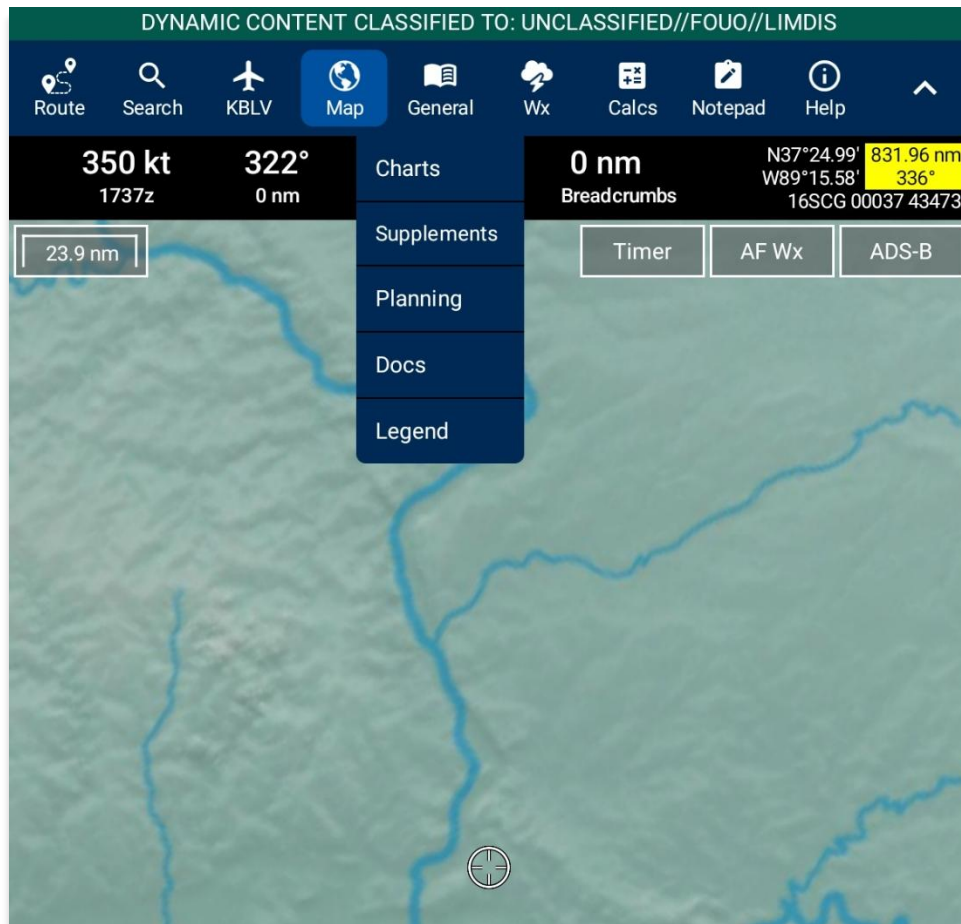 DYNAMIC CONTENT CLASSIFIED TO: UNCLASSIFIED//FOUO//LIMDIS
Route Search KBLV Map General Wx Calcs Notepad Help
350 kt 322° 0 nm N37°24.99' 831.96 nm
1737z 0 nm Breadcrumbs W89°15.58' 336°
16SCG 00037 43473
23.9 nm Timer AF Wx ADS-B
Charts
Supplements
Planning
Docs
Legend